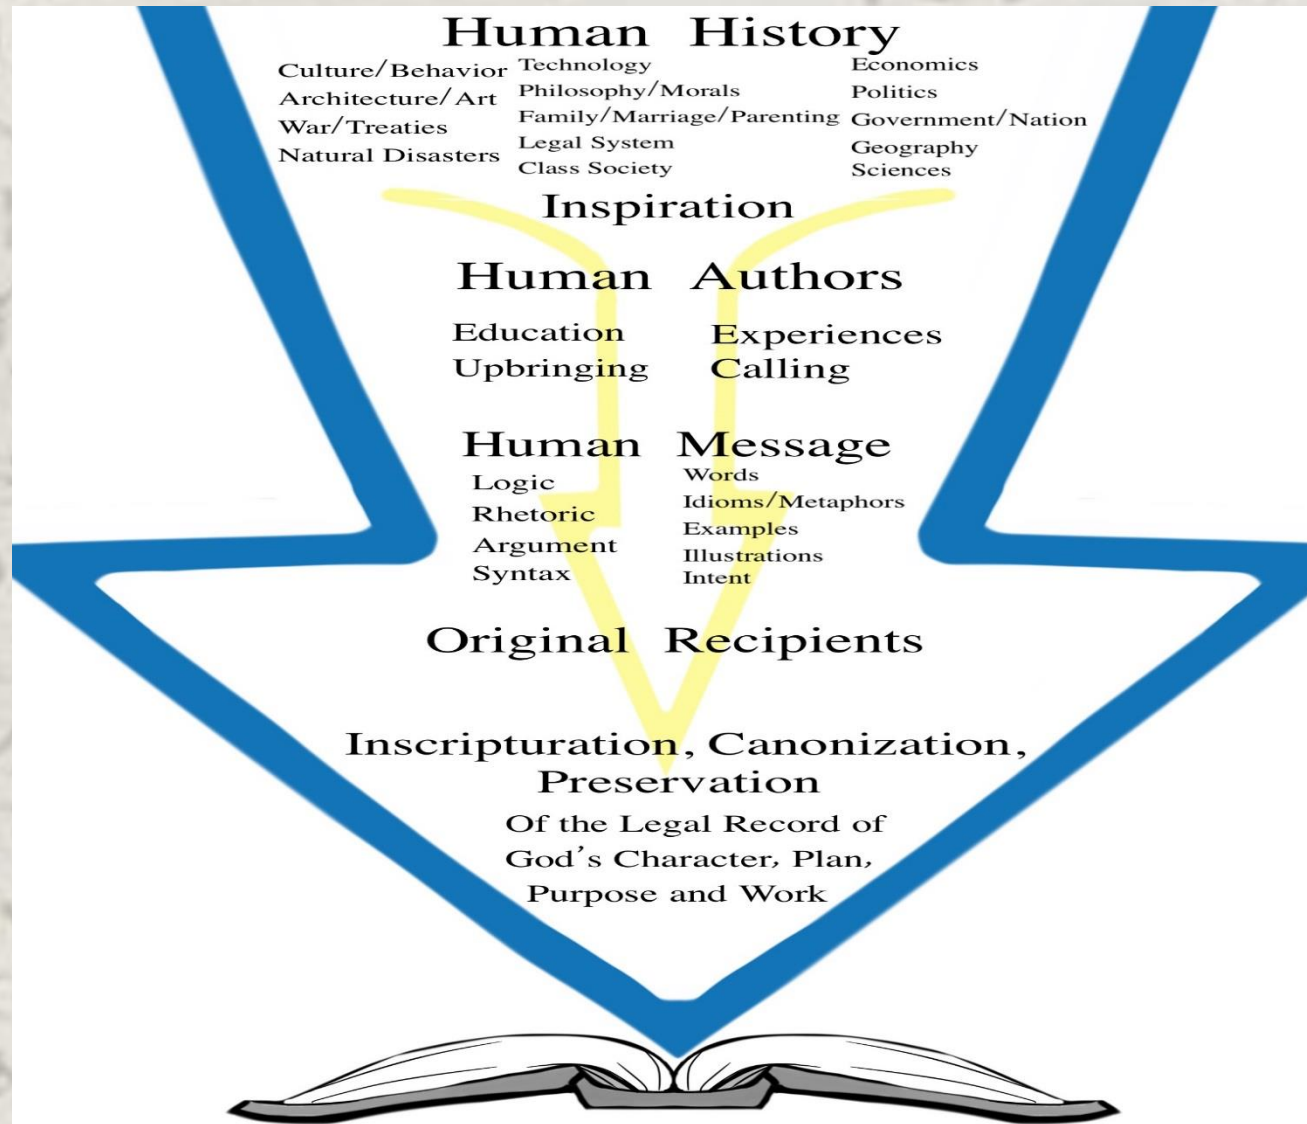 Human History
Culture/Behavior
Architecture/Art
War/Treaties
Natural Disasters
Technology
Philosophy/Morals
Family/Marriage/Parenting
Legal System
Class Society
Economics
Politics
Government/Nation
Geography
Sciences
Inspiration
Human Authors
Education
Upbringing
Experiences
Calling
Human Message
Logic
Rhetoric
Argument
Syntax
Words
Idioms/Metaphors
Examples
Illustrations
Intent
Original Recipients
Inscripturation, Canonization,
Preservation
Of the Legal Record of
God's Character, Plan,
Purpose and Work